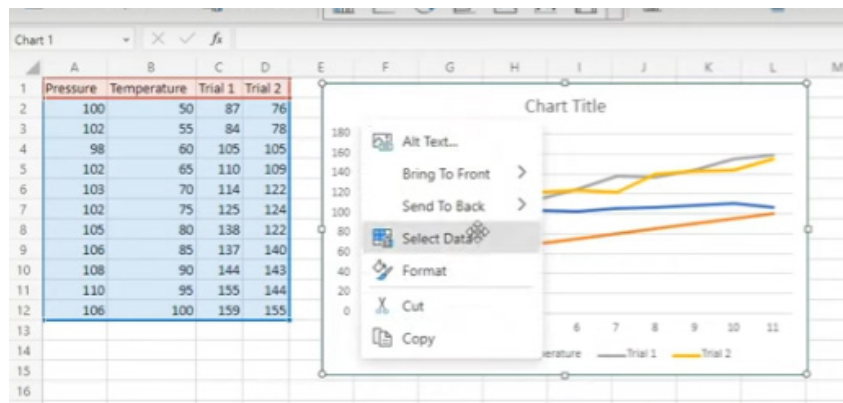 Chart 1 fx
A B C D E F G H I J K L M
1 Pressure Temperature Trial 1 Trial 2
2 100 50 87 76
3 102 55 84 78
4 98 60 105 105
5 102 65 110 109
6 103 70 114 122
7 102 75 125 124
8 105 80 138 122
9 106 85 137 140
10 108 90 144 143
11 110 95 155 144
12 106 100 159 155
13
14
15
16
Chart Title
180
160
140
120
100
80
60
40
20
0
Alt Text...
Bring To Front
Send To Back
Select Data
Format
Cut
Copy
6 7 8 9 10 11
erature Trial 1 Trial 2